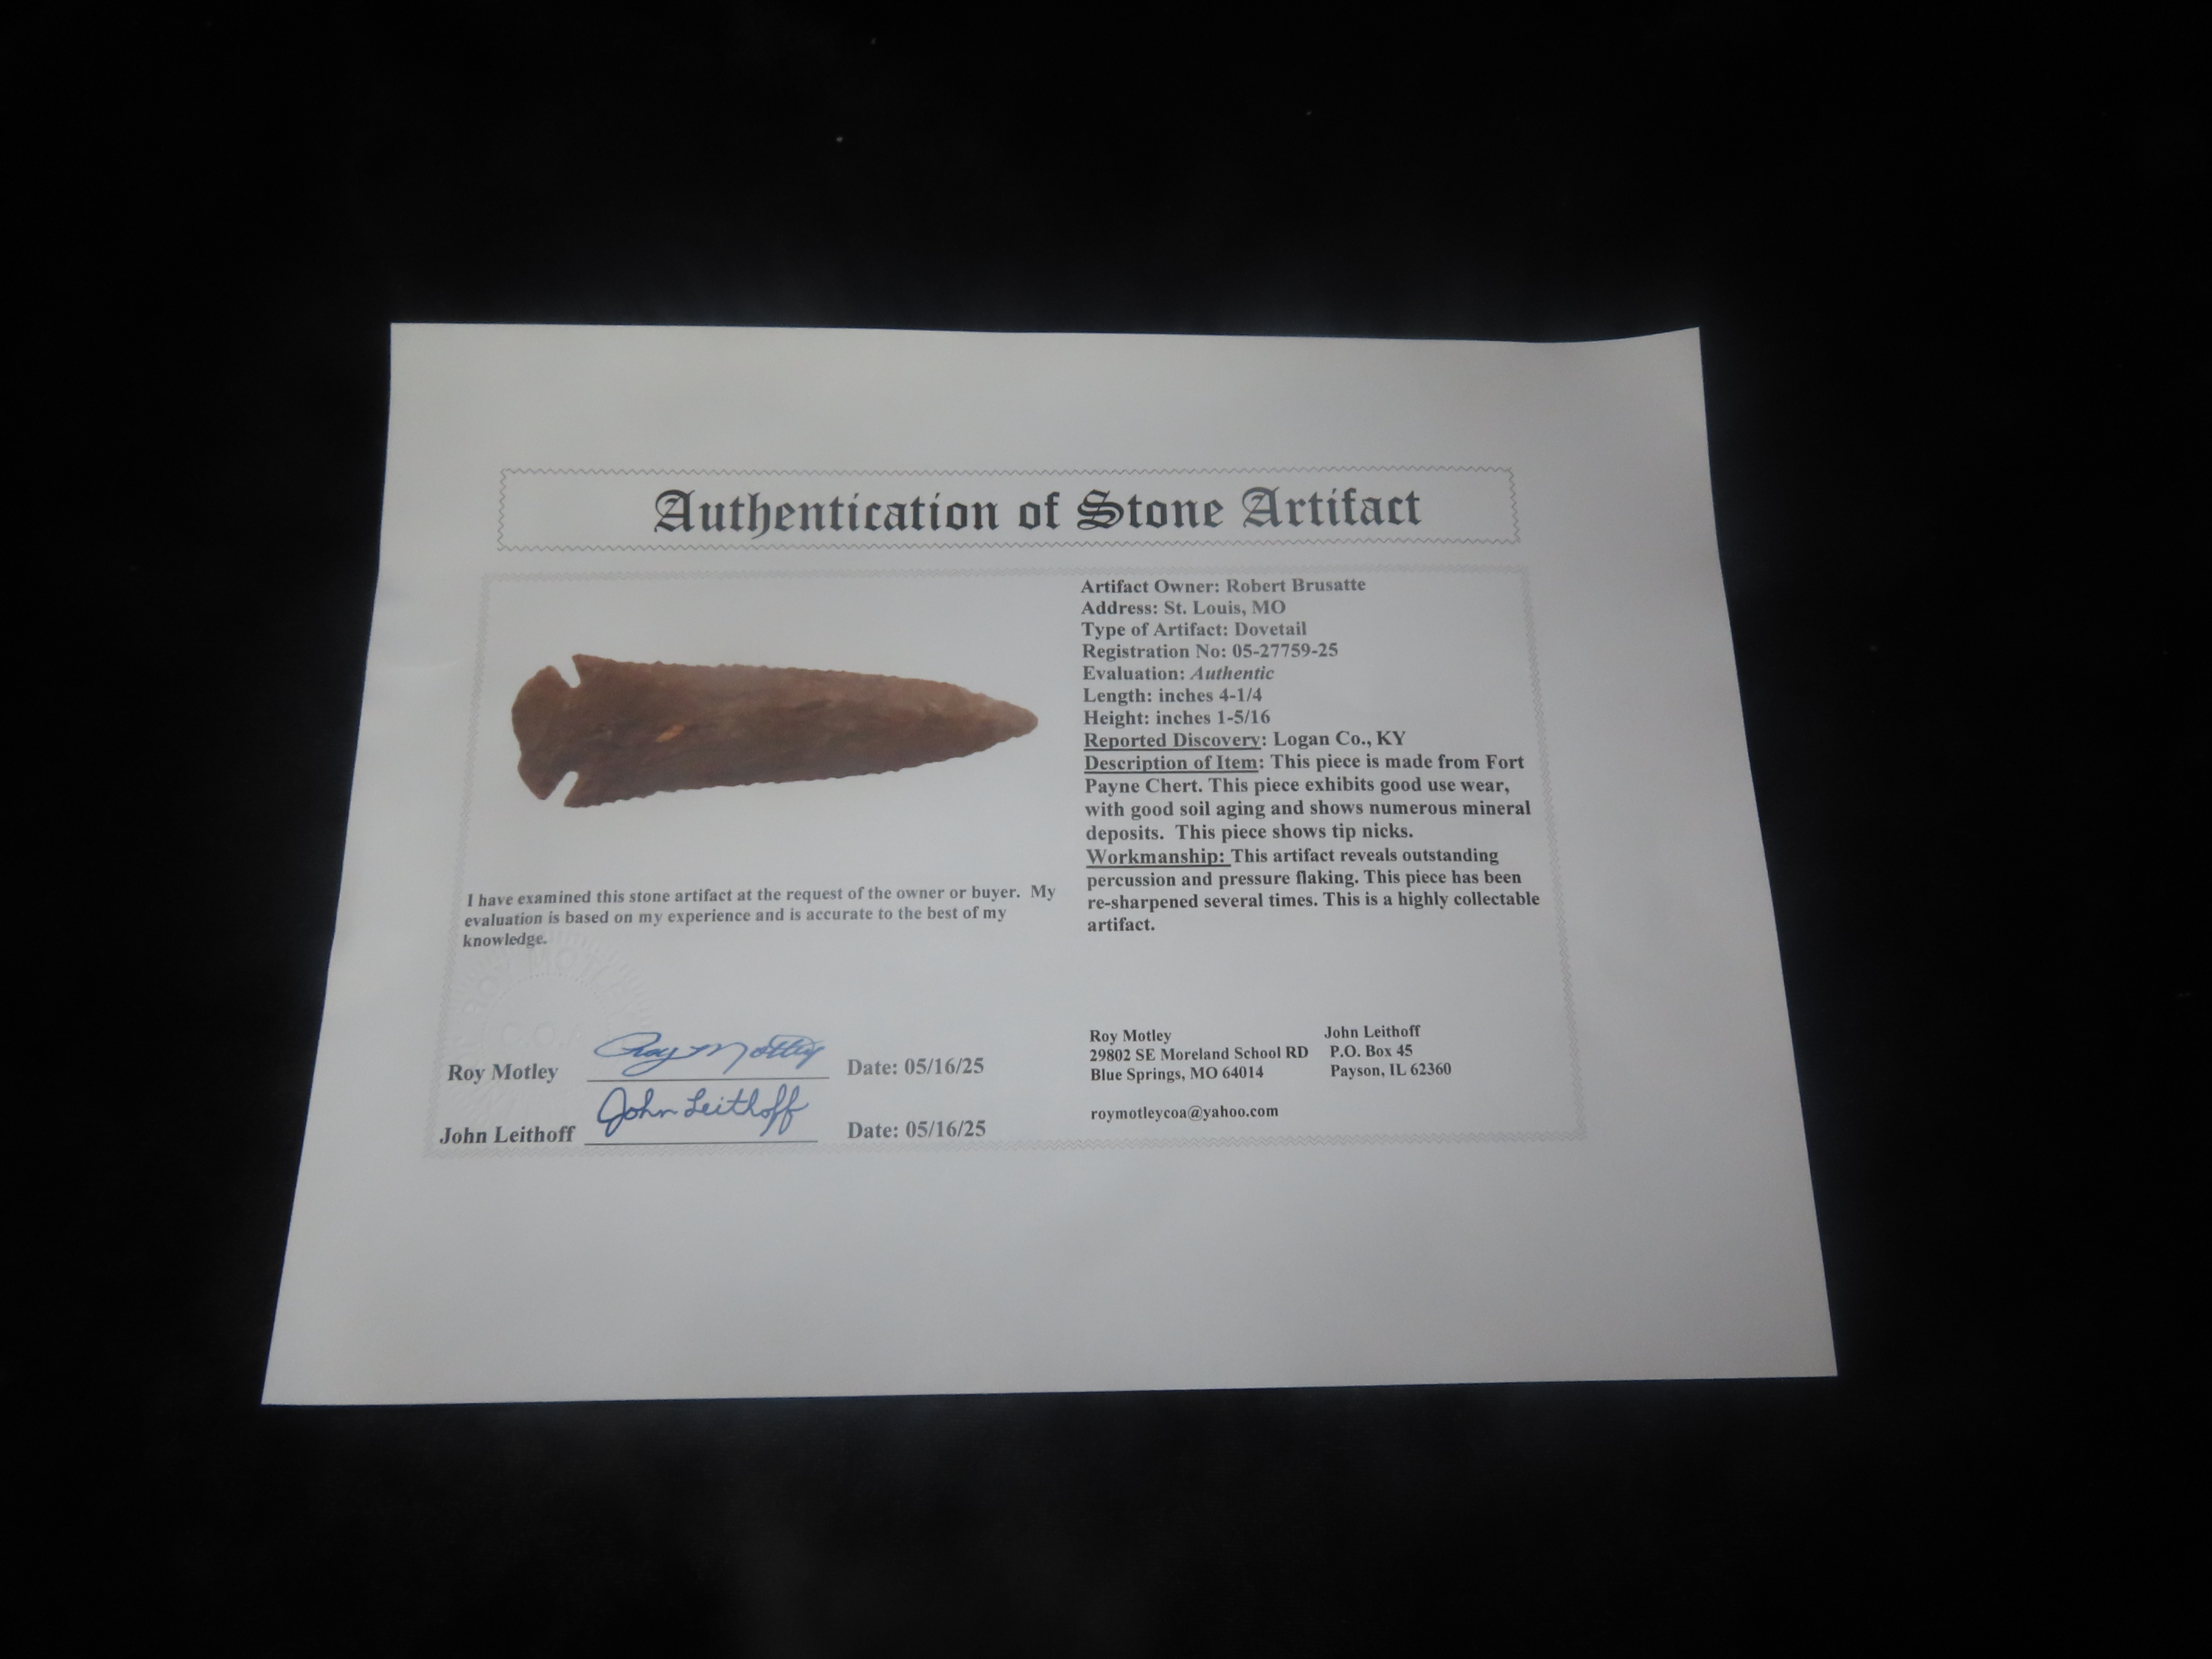 Authentication of Stone Artifact
Artifact Owner: Robert Brusatte
Address: St. Louis, MO
Type of Artifact: Dovetail
Registration No: 05-27759-25
Evaluation: Authentic
Length: inches 4-1/4
Height: inches 1-5/16
Reported Discovery: Logan Co., KY
Description of Item: This piece is made from Fort
Payne Chert. This piece exhibits good use wear,
with good soil aging and shows numerous mineral
deposits. This piece shows tip nicks.
Workmanship: This artifact reveals outstanding
percussion and pressure flaking. This piece has been
re-sharpened several times. This is a highly collectable
artifact.
I have examined this stone artifact at the request of the owner or buyer. My
evaluation is based on my experience and is accurate to the best of my
knowledge.
Roy Motley Roy Motley Date: 05/16/25
John Leithoff John Leithoff Date: 05/16/25
Roy Motley
29802 SE Moreland School RD
Blue Springs, MO 64014
roymotleycoa@yahoo.com
John Leithoff
P.O. Box 45
Payson, IL 62360